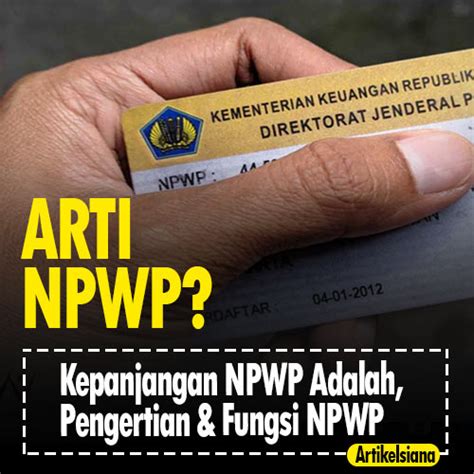 KEMENTERIAN KEUANGAN REPUBLIK
DIREKTORAT JENDERAL P
NPWP :
04-01-2012
ARTI
NPWP?
Kepanjangan NPWP Adalah,
Pengertian & Fungsi NPWP
Artikelsiana